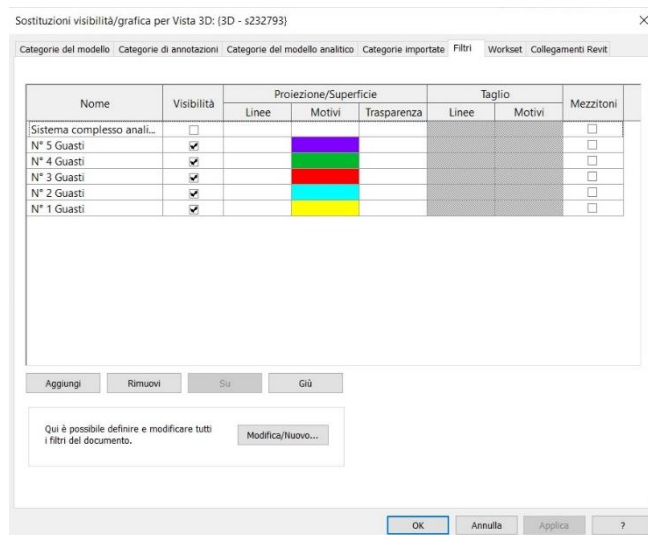 Sostituzioni visibilità/grafica per Vista 3D: {3D - s232793}
Categorie del modello Categorie di annotazioni Categorie del modello analitico Categorie importate Filtri Workset Collegamenti Revit
Nome Visibilità Proiezione/Superficie Taglio Mezzitoni
Linee Motivi Trasparenza Linee Motivi
Sistema complesso anali...
N° 5 Guasti
N° 4 Guasti
N° 3 Guasti
N° 2 Guasti
N° 1 Guasti
Aggiungi Rimuovi Su Giù
Qui è possibile definire e modificare tutti
i filtri del documento.
Modifica/Nuovo...
OK Annulla Applica ?